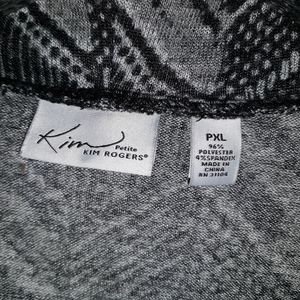 Kim
Petite
KIM ROGERS®
PXL
96%
POLYESTER
4% SPANDEX
MADE IN
CHINA
RN 31104